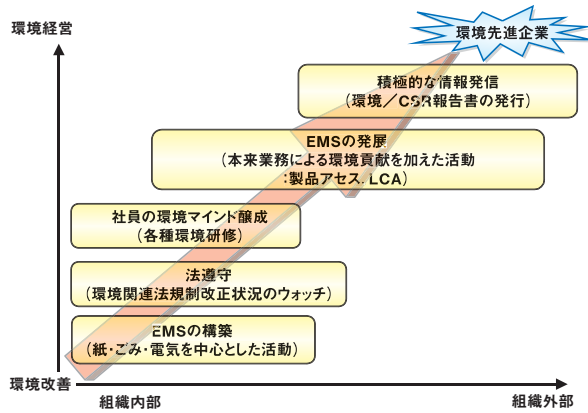 環境経営
環境先進企業
積極的な情報発信
(環境/CSR報告書の発行)
EMSの発展
(本来業務による環境貢献を加えた活動
:製品アセス、LCA)
社員の環境マインド醸成
(各種環境研修)
法遵守
(環境関連法規制改正状況のウォッチ)
EMSの構築
(紙・ごみ・電気を中心とした活動)
環境改善
組織内部
組織外部